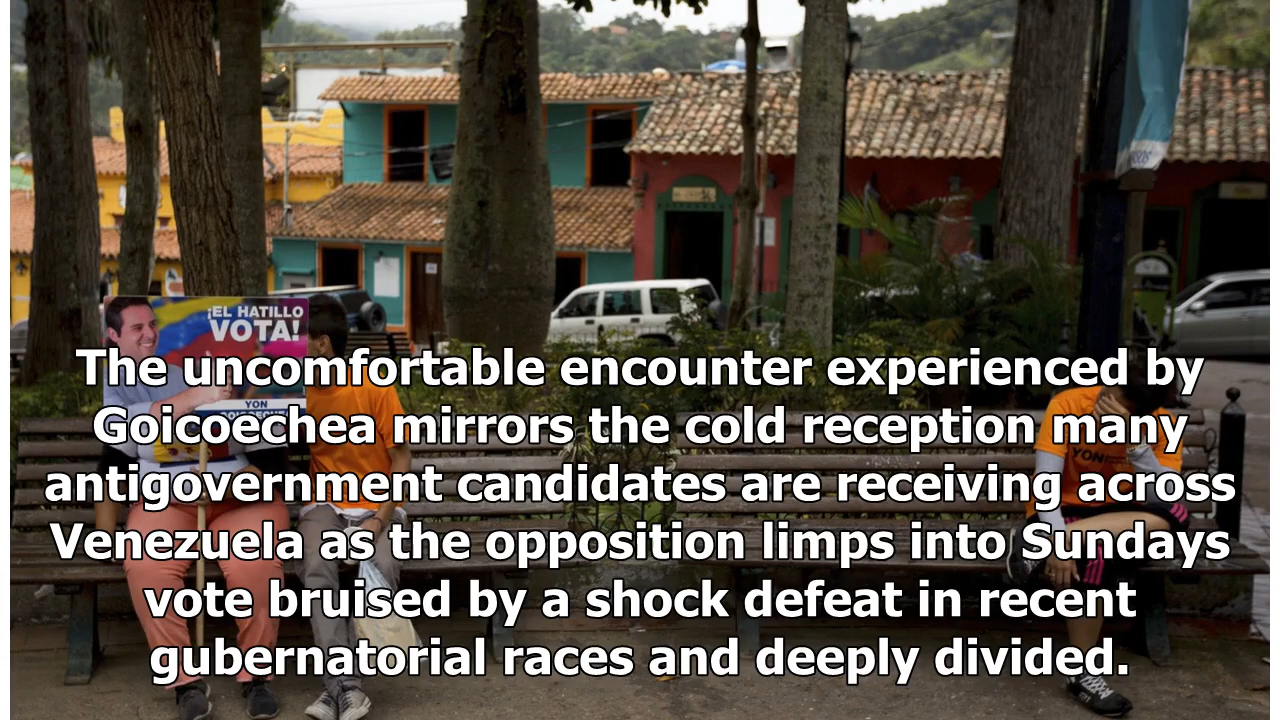 ¡EL HATILLO
VOTA!
YON
GOICOECHEA
The uncomfortable encounter experienced by
Goicoechea mirrors the cold reception many
antigovernment candidates are receiving across
Venezuela as the opposition limps into Sundays
vote bruised by a shock defeat in recent
gubernatorial races and deeply divided.
YON